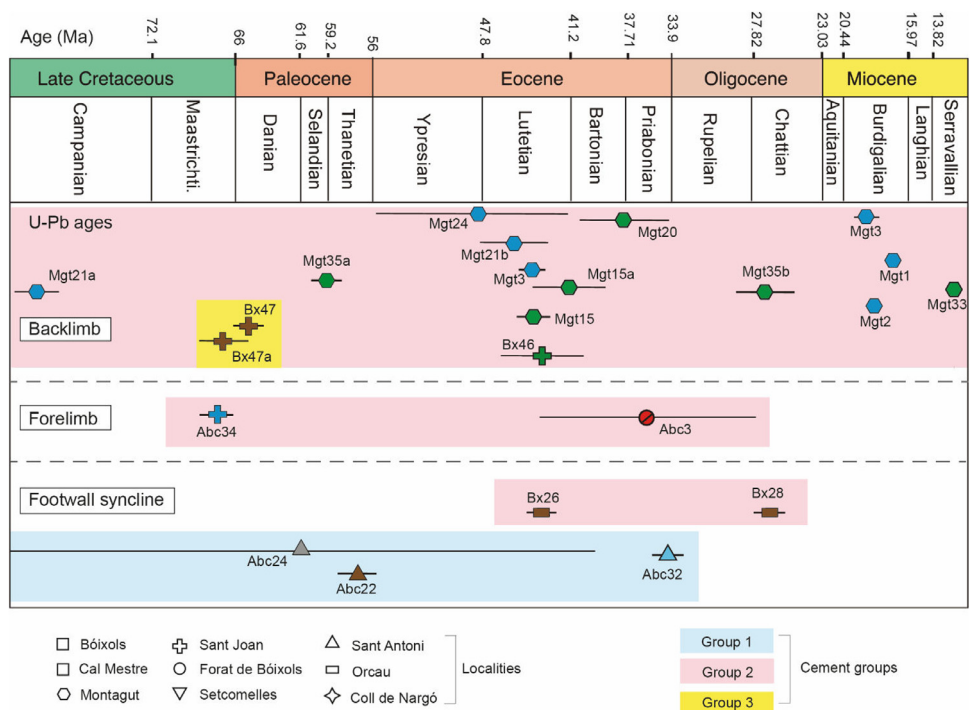 Age (Ma)
72.1
66
61.6
59.2
56
47.8
41.2
37.71
33.9
27.82
23.03
20.44
15.97
13.82
Late Cretaceous
Paleocene
Eocene
Oligocene
Miocene
Campanian
Maastrichti.
Danian
Selandian
Thanetian
Ypresian
Lutetian
Bartonian
Priabonian
Rupelian
Chattian
Aquitanian
Burdigalian
Langhian
Serravallian
U-Pb ages
Mgt24
Mgt20
Mgt3
Mgt21b
Mgt21a
Mgt35a
Mgt3
Mgt15a
Mgt35b
Mgt1
Mgt33
Mgt2
Bx47
Mgt15
Backlimb
Bx47a
Bx46
Forelimb
Abc34
Abc3
Footwall syncline
Bx26
Bx28
Abc24
Abc22
Abc32
Bóixols
Sant Joan
Sant Antoni
Cal Mestre
Forat de Bóixols
Orcau
Montagut
Setcomelles
Coll de Nargó
Localities
Group 1
Group 2
Group 3
Cement groups